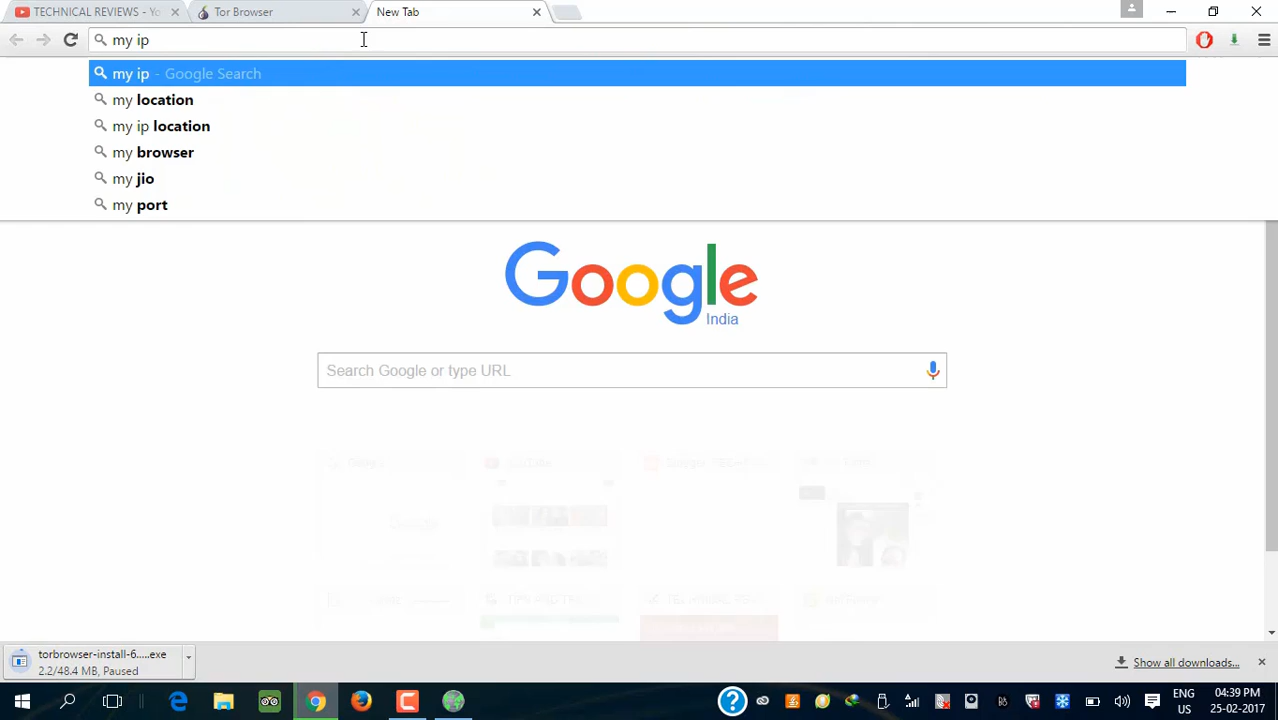 TECHNICAL REVIEWS - Yo
Tor Browser
New Tab
my ip
my ip - Google Search
my location
my ip location
my browser
my jio
my port
Google
India
Search Google or type URL
torbrowser-install-6.....exe
2.2/48.4 MB, Paused
Show all downloads...
ENG
US
04:39 PM
25-02-2017